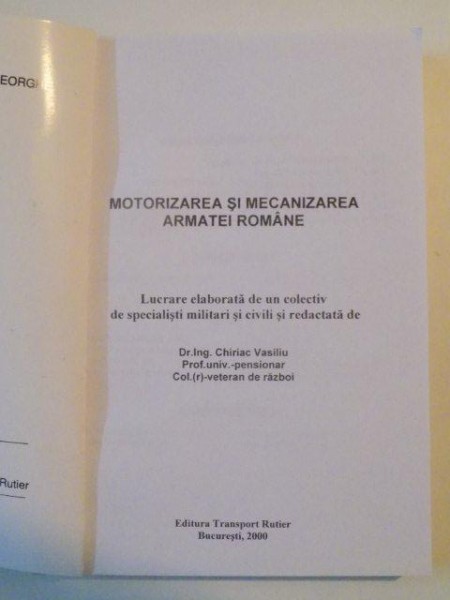 EORGH
MOTORIZAREA ŞI MECANIZAREA
ARMATEI ROMÂNE
Lucrare elaborată de un colectiv
de specialişti militari şi civili şi redactată de
Dr.Ing. Chiriac Vasiliu
Prof.univ.-pensionar
Col.(r)-veteran de război
Rutier
Editura Transport Rutier
Bucureşti, 2000